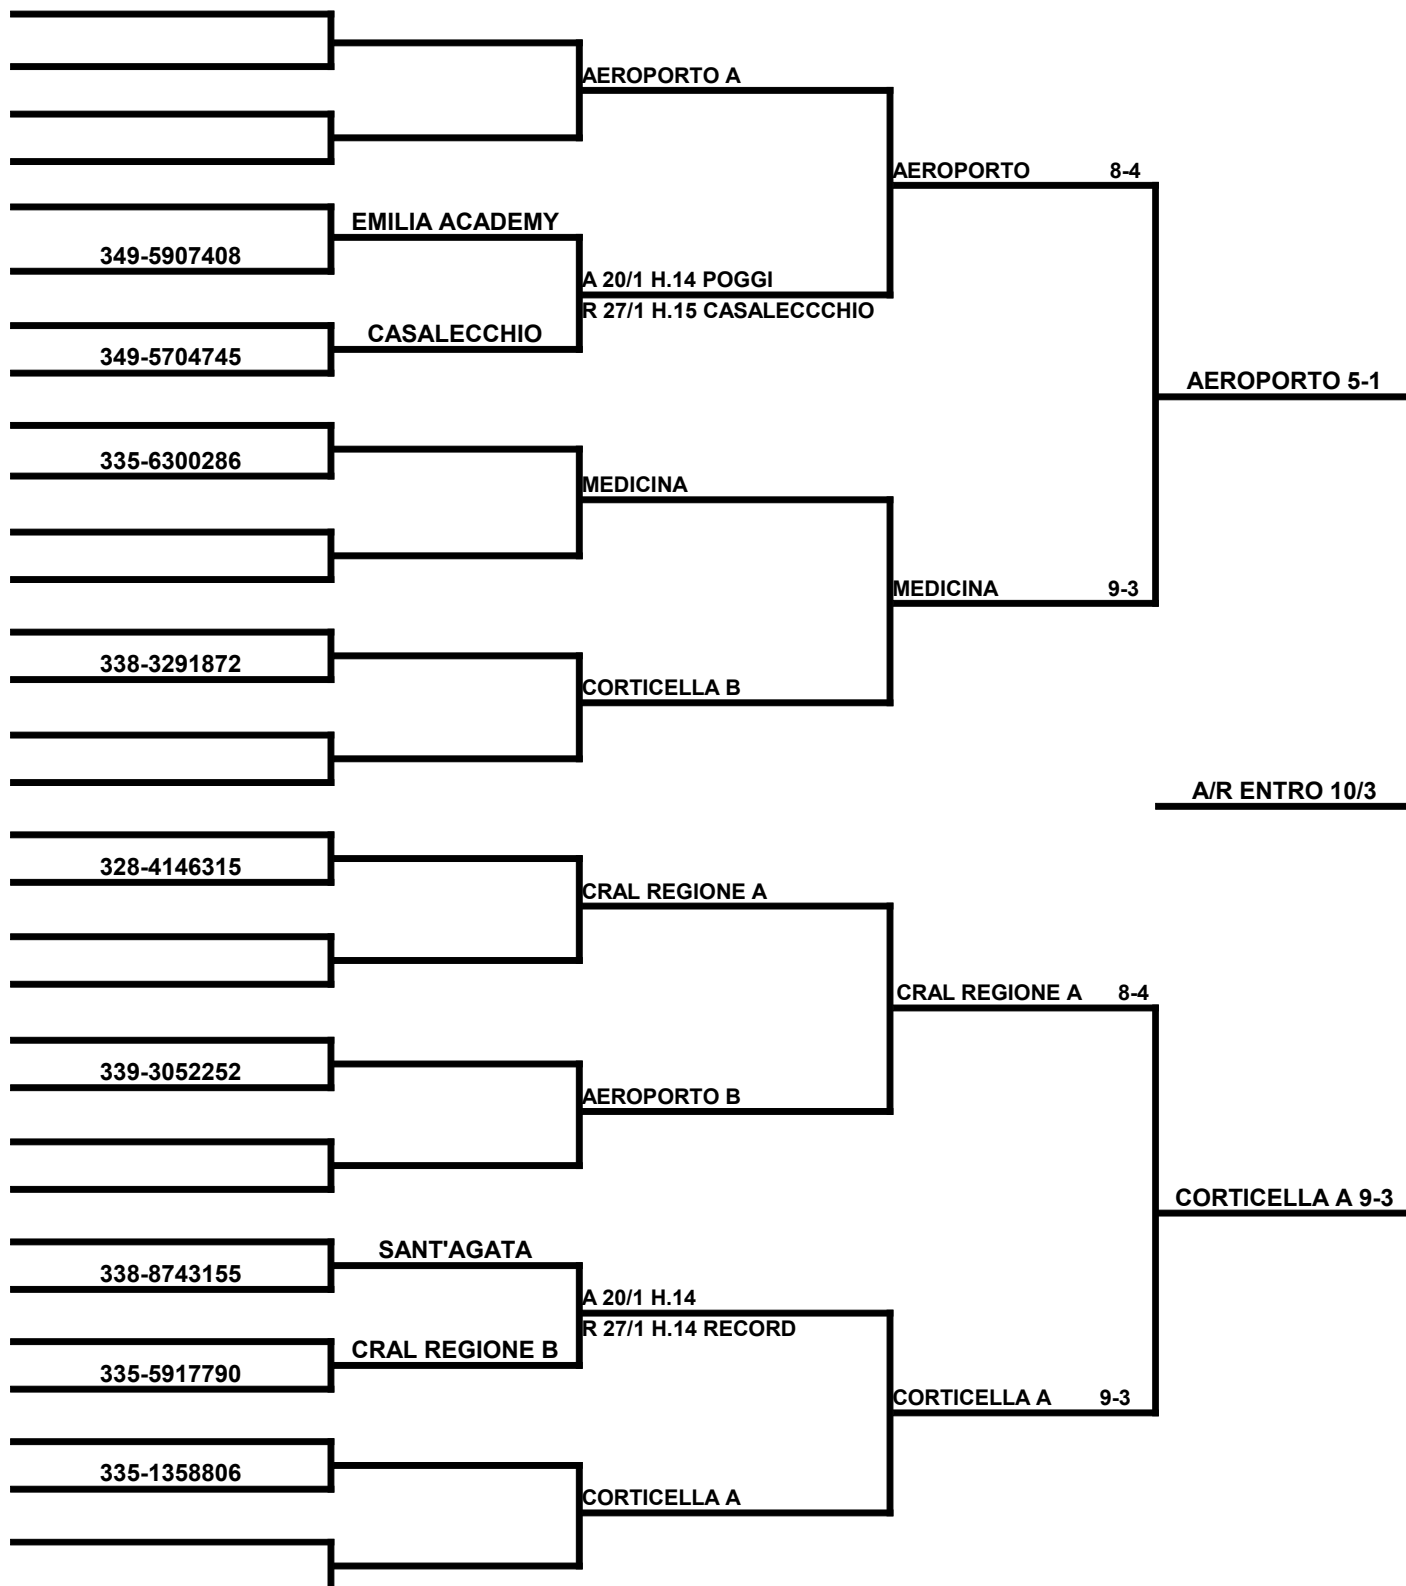 AEROPORTO A
AEROPORTO 8-4
EMILIA ACADEMY
349-5907408
A 20/1 H.14 POGGI
R 27/1 H.15 CASALECCCHIO
CASALECCHIO
349-5704745
AEROPORTO 5-1
335-6300286
MEDICINA
MEDICINA 9-3
338-3291872
CORTICELLA B
A/R ENTRO 10/3
328-4146315
CRAL REGIONE A
CRAL REGIONE A 8-4
339-3052252
AEROPORTO B
CORTICELLA A 9-3
SANT'AGATA
338-8743155
A 20/1 H.14
R 27/1 H.14 RECORD
CRAL REGIONE B
335-5917790
CORTICELLA A 9-3
335-1358806
CORTICELLA A